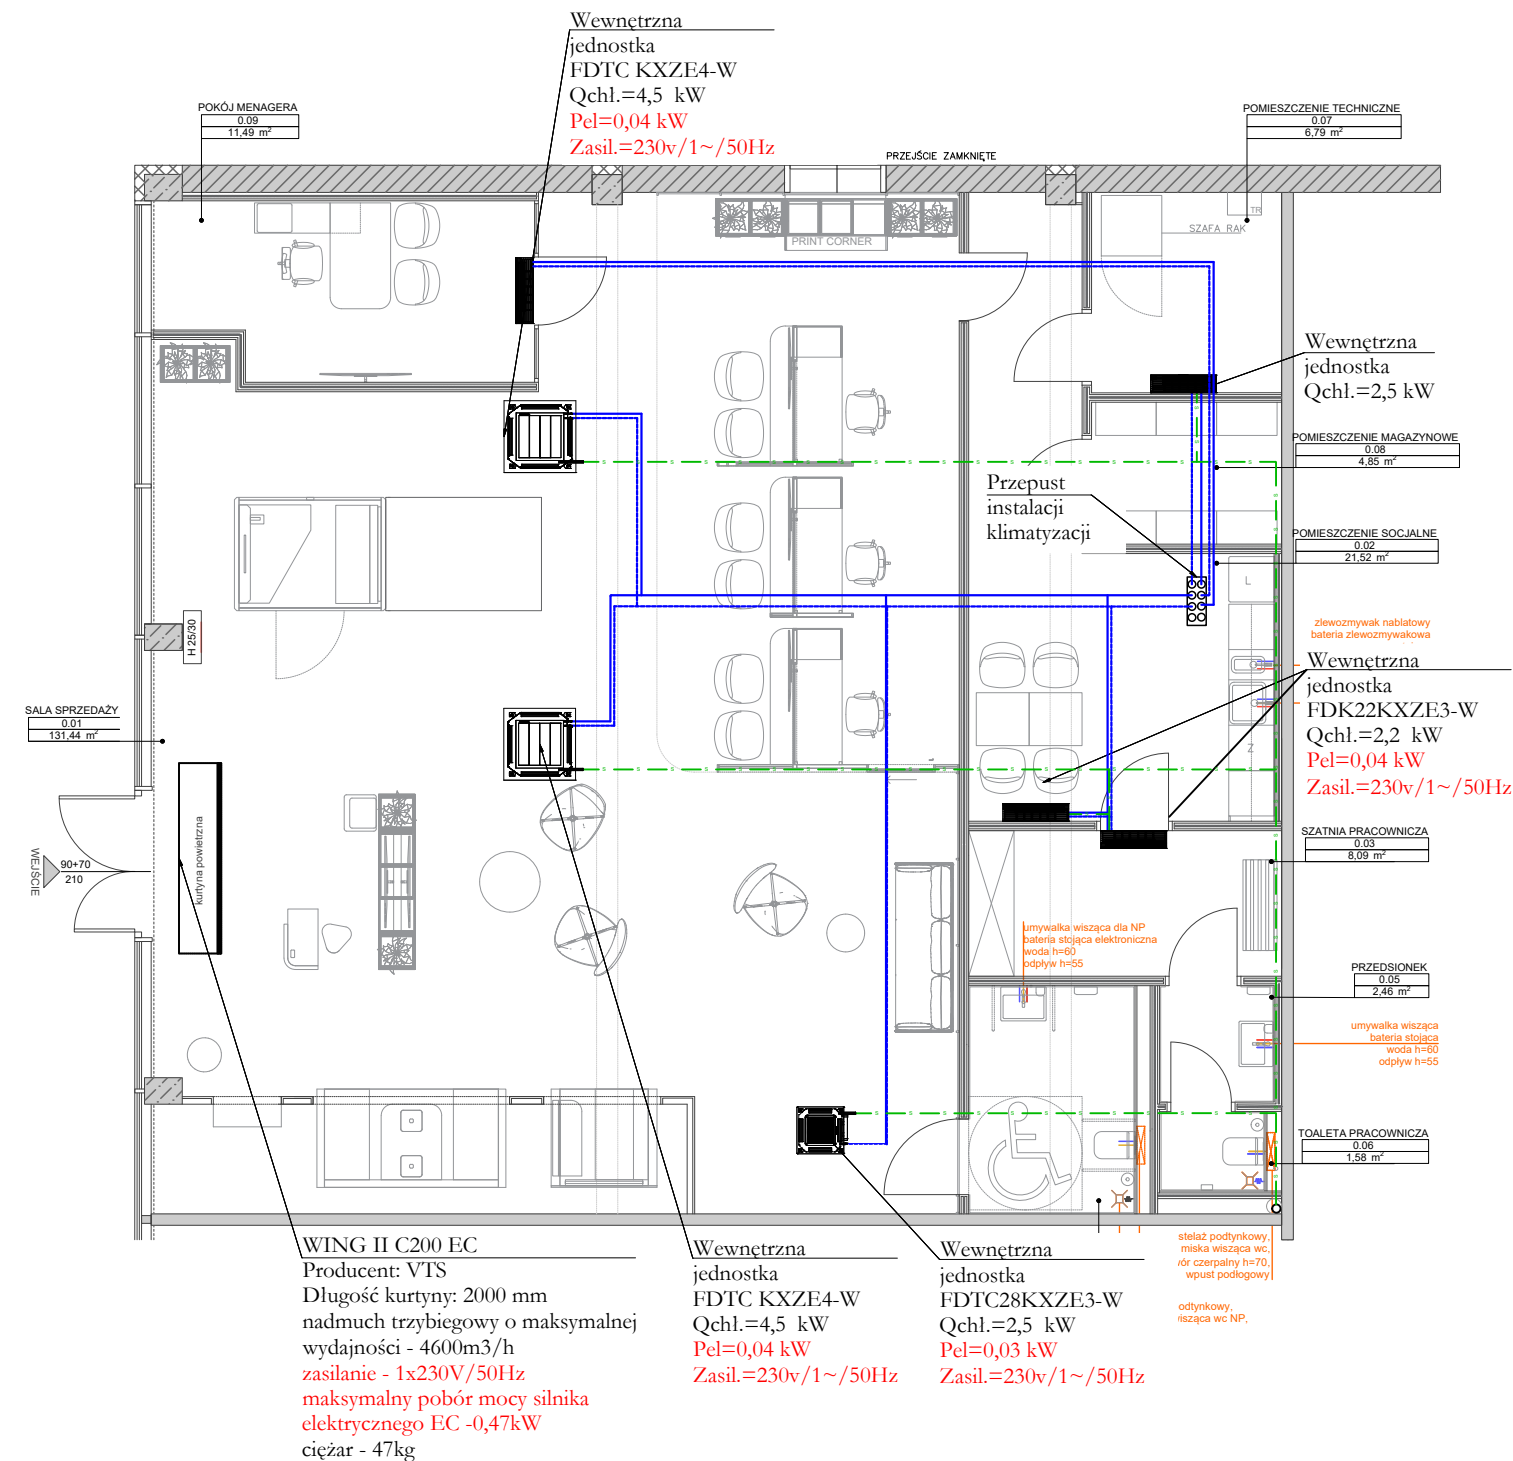 Wewnętrzna
jednostka
FDTC KXZE4-W
Qchł.=4,5 kW
Pel=0,04 kW
Zasil.=230v/1~/50Hz
POKÓJ MENAGERA
0.09
11,49 m²
POMIESZCZENIE TECHNICZNE
0.07
6,79 m²
PRZEJŚCIE ZAMKNIĘTE
TR
SZAFA RAK
PRINT CORNER
Wewnętrzna
jednostka
Qchł.=2,5 kW
POMIESZCZENIE MAGAZYNOWE
0.08
4,85 m²
Przepust
instalacji
klimatyzacji
POMIESZCZENIE SOCJALNE
0.02
21,52 m²
L
H 25/30
zlewozmywak nablatowy
bateria zlewozmywakowa
Wewnętrzna
jednostka
FDK22KXZE3-W
Qchł.=2,2 kW
Pel=0,04 kW
Zasil.=230v/1~/50Hz
Z
SALA SPRZEDAŻY
0.01
131,44 m²
kurtyna powietrzna
WEJŚCIE
90+70
210
SZATNIA PRACOWNICZA
0.03
8,09 m²
umywalka wisząca dla NP
bateria stojąca elektroniczna
woda h=60
odpływ h=55
PRZEDSIONEK
0.05
2,46 m²
umywalka wisząca
bateria stojąca
woda h=60
odpływ h=55
TOALETA PRACOWNICZA
0.06
1,58 m²
stelaż podtynkowy,
miska wisząca wc,
ór czerpalny h=70,
wpust podłogowy
odtynkowy,
isząca wc NP,
WING II C200 EC
Producent: VTS
Długość kurtyny: 2000 mm
nadmuch trzybiegowy o maksymalnej
wydajności - 4600m3/h
zasilanie - 1x230V/50Hz
maksymalny pobór mocy silnika
elektrycznego EC -0,47kW
ciężar - 47kg
Wewnętrzna
jednostka
FDTC KXZE4-W
Qchł.=4,5 kW
Pel=0,04 kW
Zasil.=230v/1~/50Hz
Wewnętrzna
jednostka
FDTC28KXZE3-W
Qchł.=2,5 kW
Pel=0,03 kW
Zasil.=230v/1~/50Hz